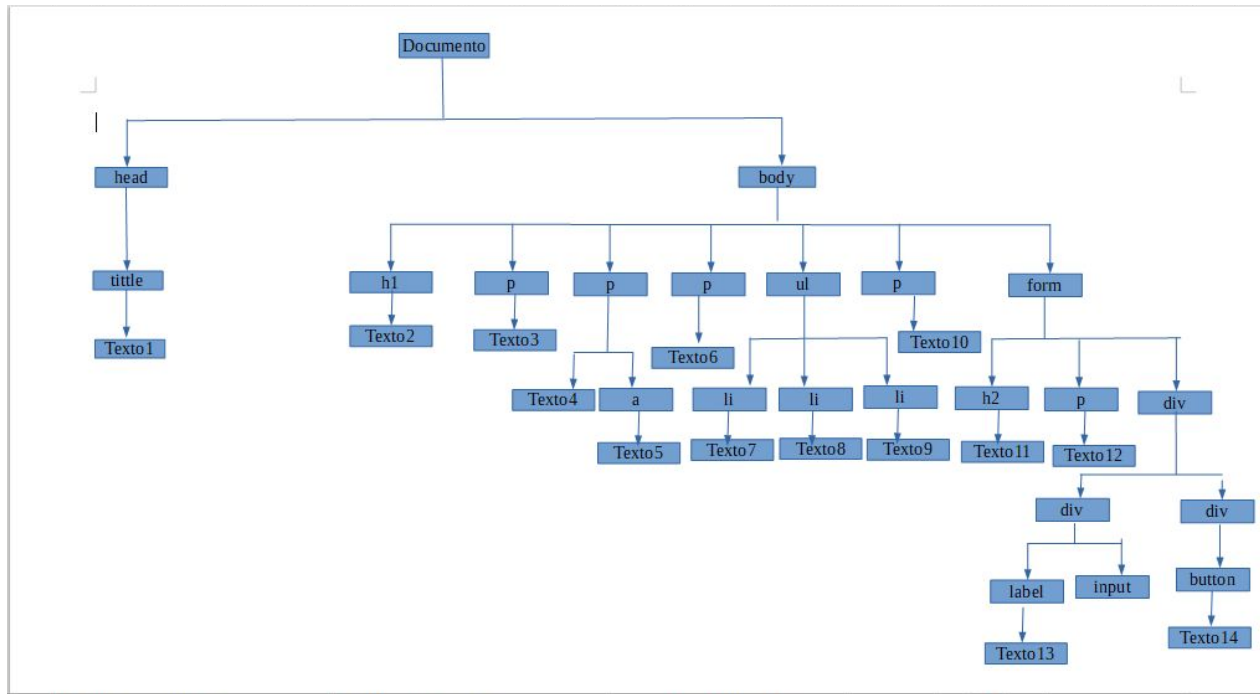 Documento
head
body
tittle
h1
p
p
p
ul
p
form
Texto1
Texto2
Texto3
Texto6
Texto10
Texto4
a
li
li
li
h2
p
div
Texto5
Texto7
Texto8
Texto9
Texto11
Texto12
div
div
label
input
button
Texto13
Texto14